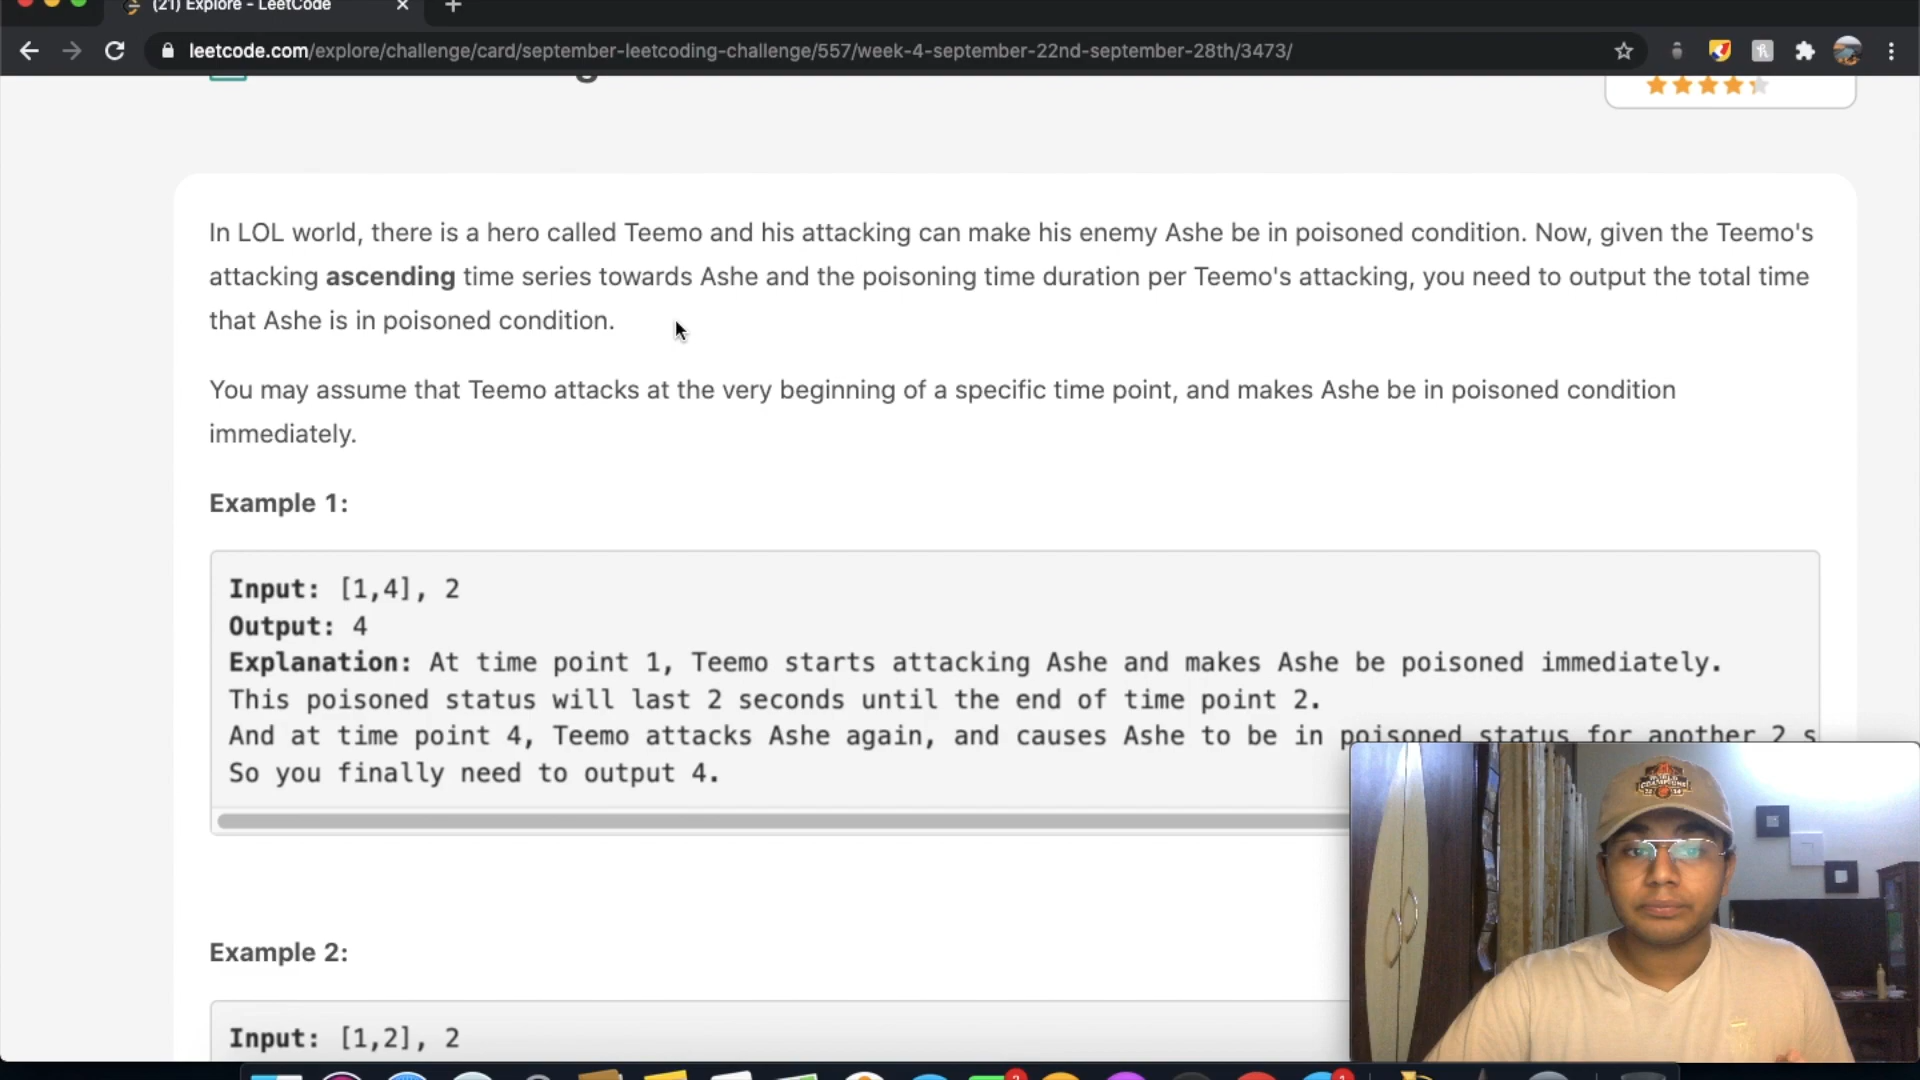 (21) Explore - LeetCode
leetcode.com/explore/challenge/card/september-leetcoding-challenge/557/week-4-september-22nd-september-28th/3473/
In LOL world, there is a hero called Teemo and his attacking can make his enemy Ashe be in poisoned condition. Now, given the Teemo's
attacking ascending time series towards Ashe and the poisoning time duration per Teemo's attacking, you need to output the total time
that Ashe is in poisoned condition.
You may assume that Teemo attacks at the very beginning of a specific time point, and makes Ashe be in poisoned condition
immediately.
Example 1:
Input: [1,4], 2
Output: 4
Explanation: At time point 1, Teemo starts attacking Ashe and makes Ashe be poisoned immediately.
This poisoned status will last 2 seconds until the end of time point 2.
And at time point 4, Teemo attacks Ashe again, and causes Ashe to be in poisoned status for another 2 s
So you finally need to output 4.
Example 2:
Input: [1,2], 2